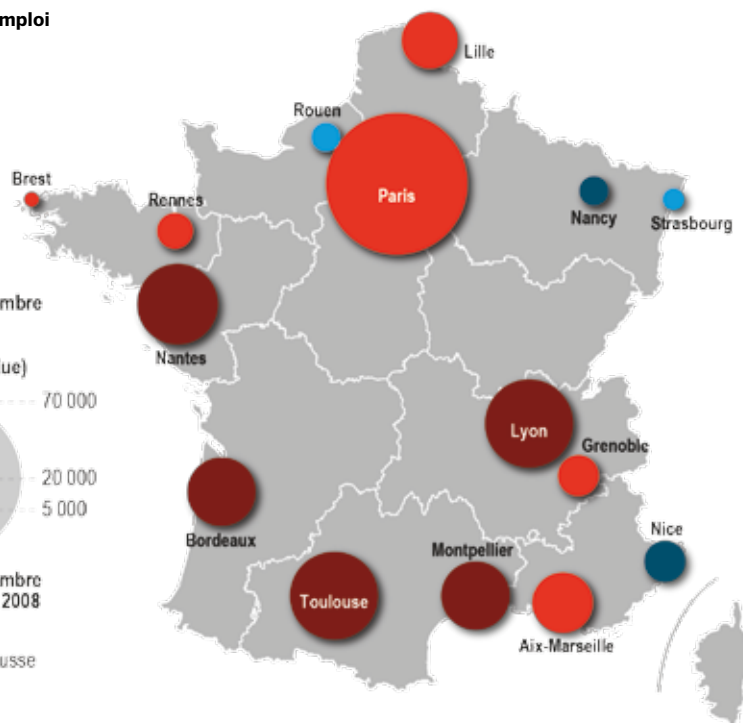 mploi
Lille
Rouen
Paris
Brest
Rennes
Nancy
Strasbourg
mbre
Nantes
lue)
70 000
Lyon
Grenoble
20 000
5 000
Bordeaux
Montpellier
Nice
mbre
2008
Toulouse
Aix-Marseille
usse